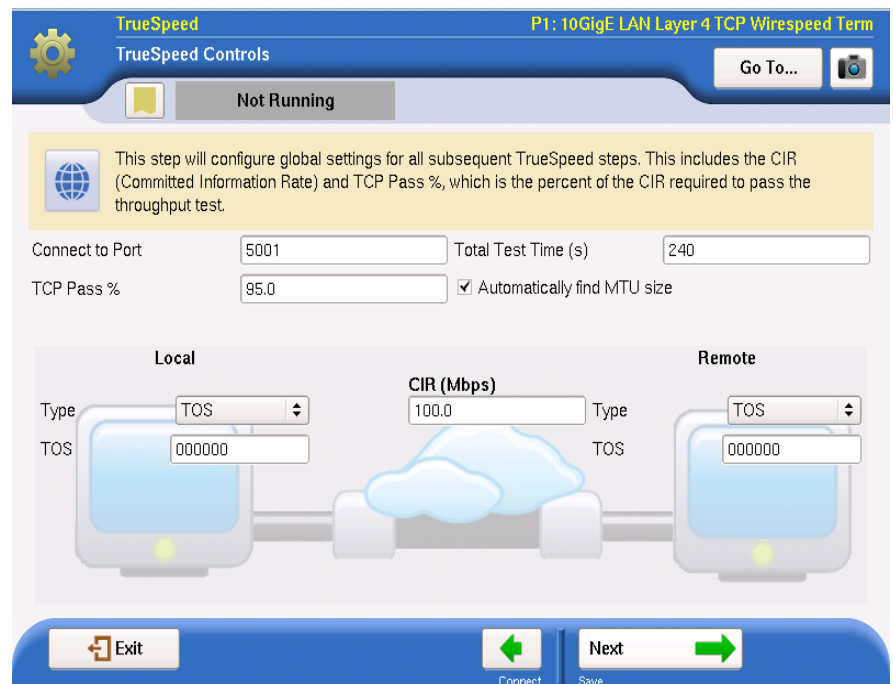 TrueSpeed
P1: 10GigE LAN Layer 4 TCP Wirespeed Term
TrueSpeed Controls
Go To...
Not Running
This step will configure global settings for all subsequent TrueSpeed steps. This includes the CIR
(Committed Information Rate) and TCP Pass %, which is the percent of the CIR required to pass the
throughput test.
Connect to Port 5001 Total Test Time (s) 240
TCP Pass % 95.0 Automatically find MTU size
Local Remote
CIR (Mbps)
Type TOS 100.0 Type TOS
TOS 000000 TOS 000000
Exit Next
Connect Save